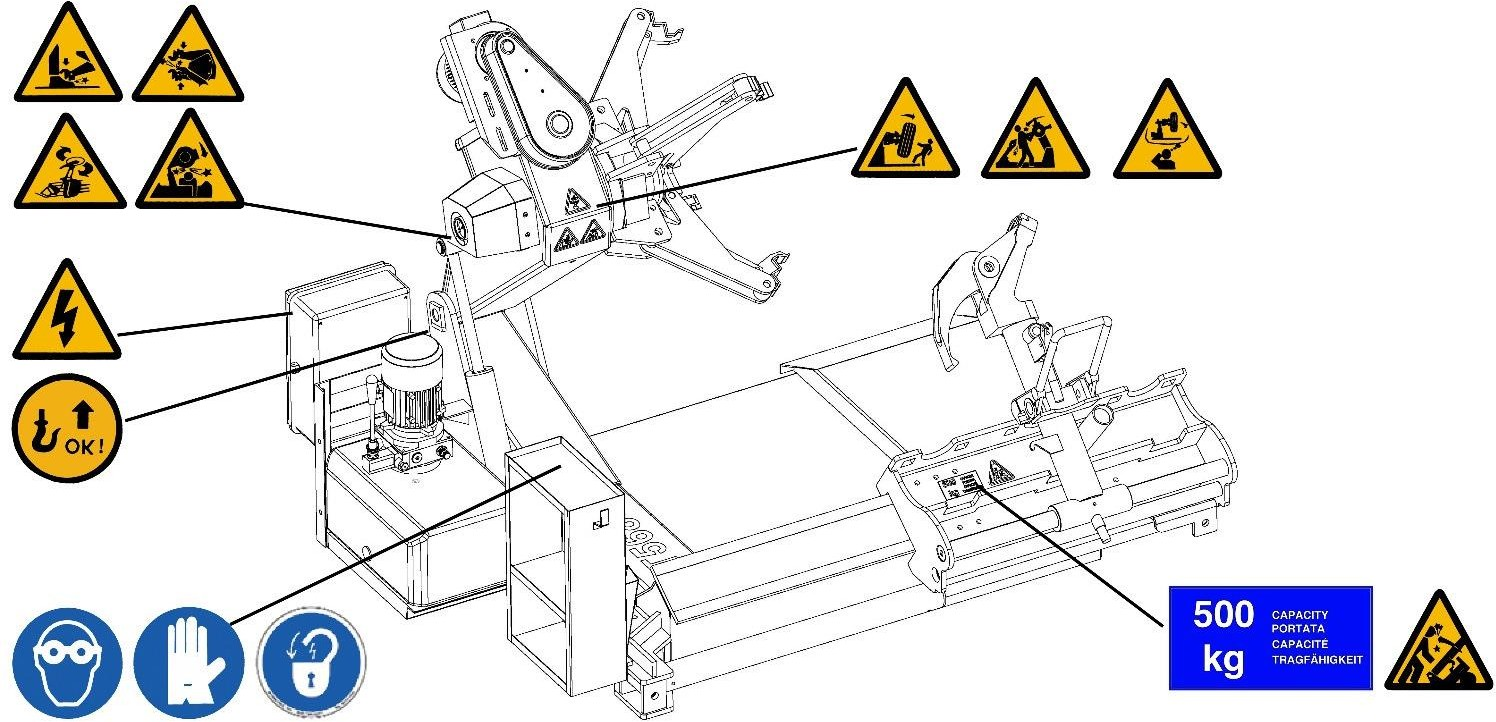 OK!
500
kg
CAPACITY
PORTATA
CAPACITÉ
TRAGFÄHIGKEIT